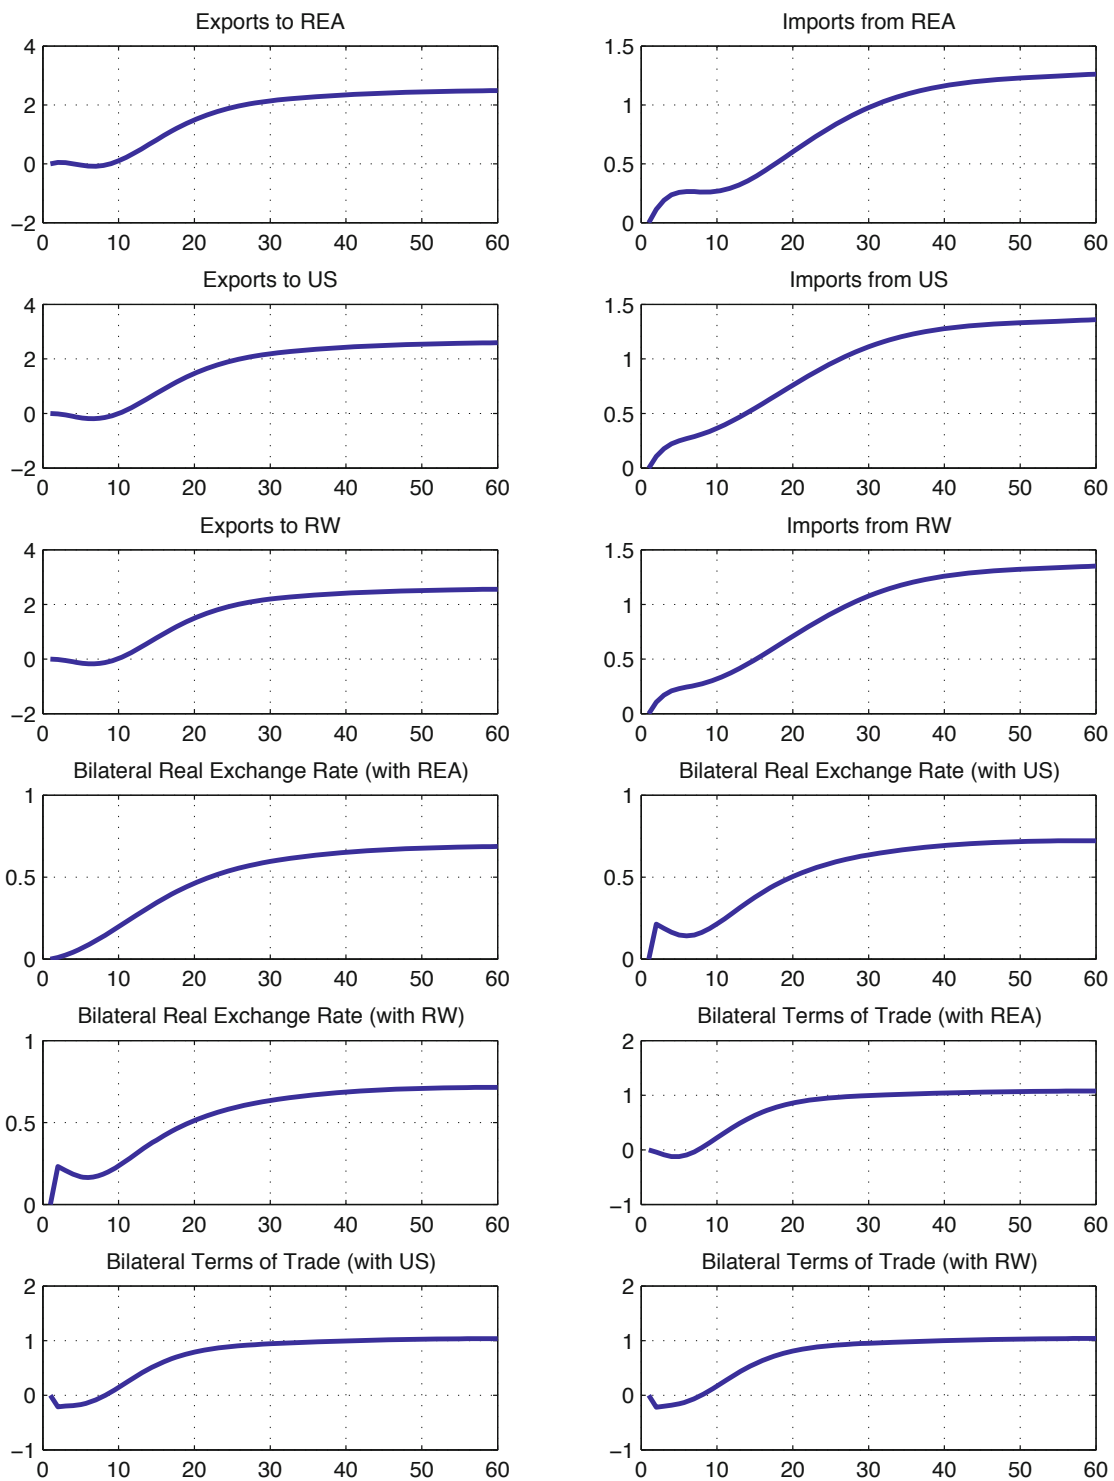 Exports to REA
Imports from REA
4
2
0
−2
0 10 20 30 40 50 60
1.5
1
0.5
0
0 10 20 30 40 50 60
Exports to US
Imports from US
4
2
0
−2
0 10 20 30 40 50 60
1.5
1
0.5
0
0 10 20 30 40 50 60
Exports to RW
Imports from RW
4
2
0
−2
0 10 20 30 40 50 60
1.5
1
0.5
0
0 10 20 30 40 50 60
Bilateral Real Exchange Rate (with REA)
Bilateral Real Exchange Rate (with US)
1
0.5
0
0 10 20 30 40 50 60
1
0.5
0
0 10 20 30 40 50 60
Bilateral Real Exchange Rate (with RW)
Bilateral Terms of Trade (with REA)
1
0.5
0
0 10 20 30 40 50 60
2
1
0
−1
0 10 20 30 40 50 60
Bilateral Terms of Trade (with US)
Bilateral Terms of Trade (with RW)
2
1
0
−1
0 10 20 30 40 50 60
2
1
0
−1
0 10 20 30 40 50 60